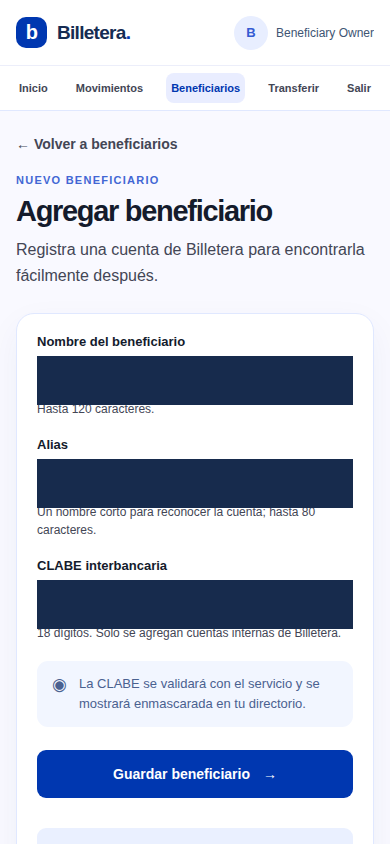 b Billetera.
B Beneficiary Owner
Inicio Movimientos Beneficiarios Transferir Salir
← Volver a beneficiarios
NUEVO BENEFICIARIO
Agregar beneficiario
Registra una cuenta de Billetera para encontrarla
fácilmente después.
Nombre del beneficiario
Hasta 120 caracteres.
Alias
Un nombre corto para reconocer la cuenta; hasta 80
caracteres.
CLABE interbancaria
18 dígitos. Solo se agregan cuentas internas de Billetera.
La CLABE se validará con el servicio y se
mostrará enmascarada en tu directorio.
Guardar beneficiario →